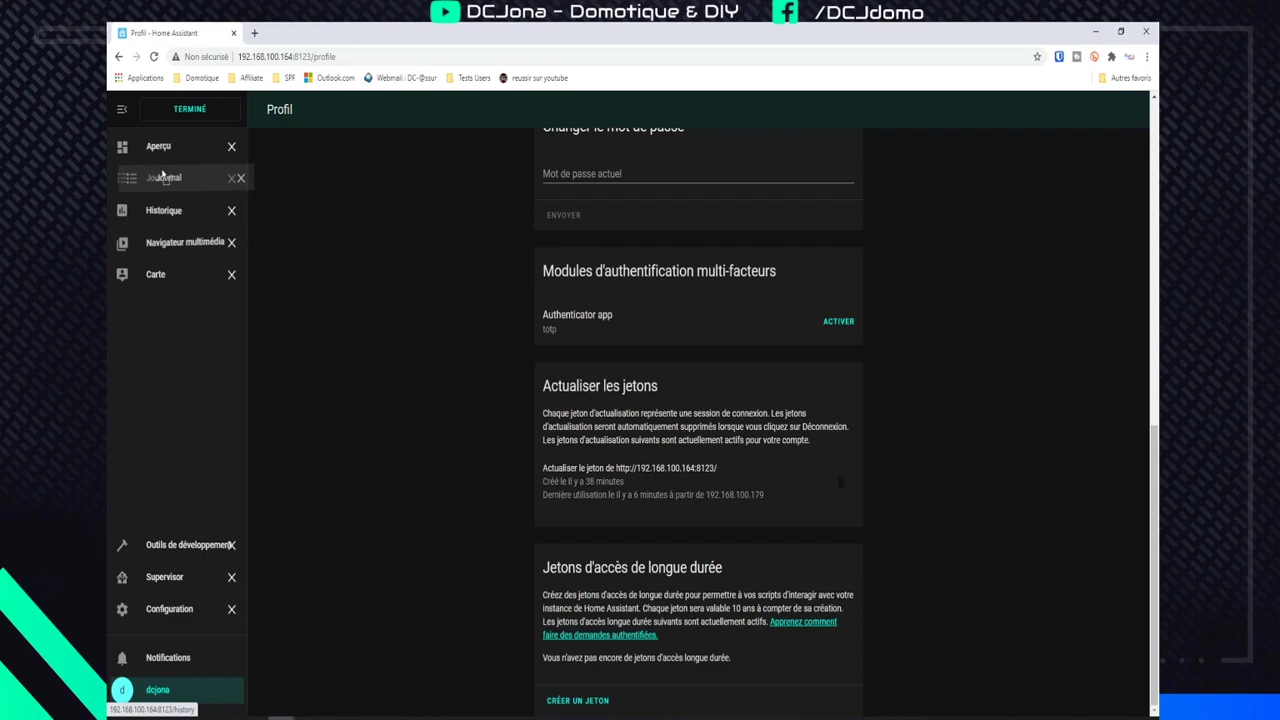 DCJona - Domotique & DIY
/DCJdomo
Profil - Home Assistant
Non sécurisé
192.168.100.164:8123/profile
Applications
Domotique
Affiliate
SPF
Outlook.com
Webmail : DC-@ssur
Tests Users
reussir sur youtube
Autres favoris
TERMINÉ
Profil
Aperçu
Journal
Historique
Navigateur multimédia
Carte
Outils de développement
Supervisor
Configuration
Notifications
d
dcjona
192.168.100.164:8123/history
Changer le mot de passe
Mot de passe actuel
ENVOYER
Modules d'authentification multi-facteurs
Authenticator app
totp
ACTIVER
Actualiser les jetons
Chaque jeton d'actualisation représente une session de connexion. Les jetons
d'actualisation seront automatiquement supprimés lorsque vous cliquez sur Déconnexion.
Les jetons d'actualisation suivants sont actuellement actifs pour votre compte.
Actualiser le jeton de http://192.168.100.164:8123/
Créé le Il y a 38 minutes
Dernière utilisation le Il y a 6 minutes à partir de 192.168.100.179
Jetons d'accès de longue durée
Créez des jetons d'accès de longue durée pour permettre à vos scripts d'interagir avec votre
instance de Home Assistant. Chaque jeton sera valable 10 ans à compter de sa création.
Les jetons d'accès longue durée suivants sont actuellement actifs. Apprenez comment
faire des demandes authentifiées.
Vous n'avez pas encore de jetons d'accès longue durée.
CRÉER UN JETON